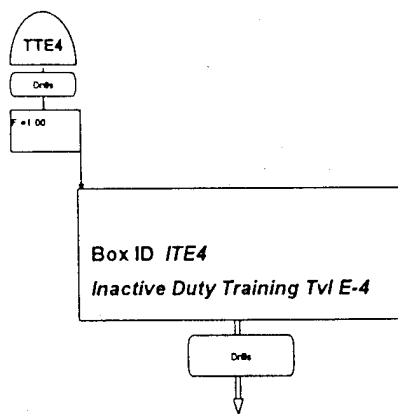 TTE4
Drills
F =1.00
Box ID ITE4
Inactive Duty Training Tvl E-4
Drills